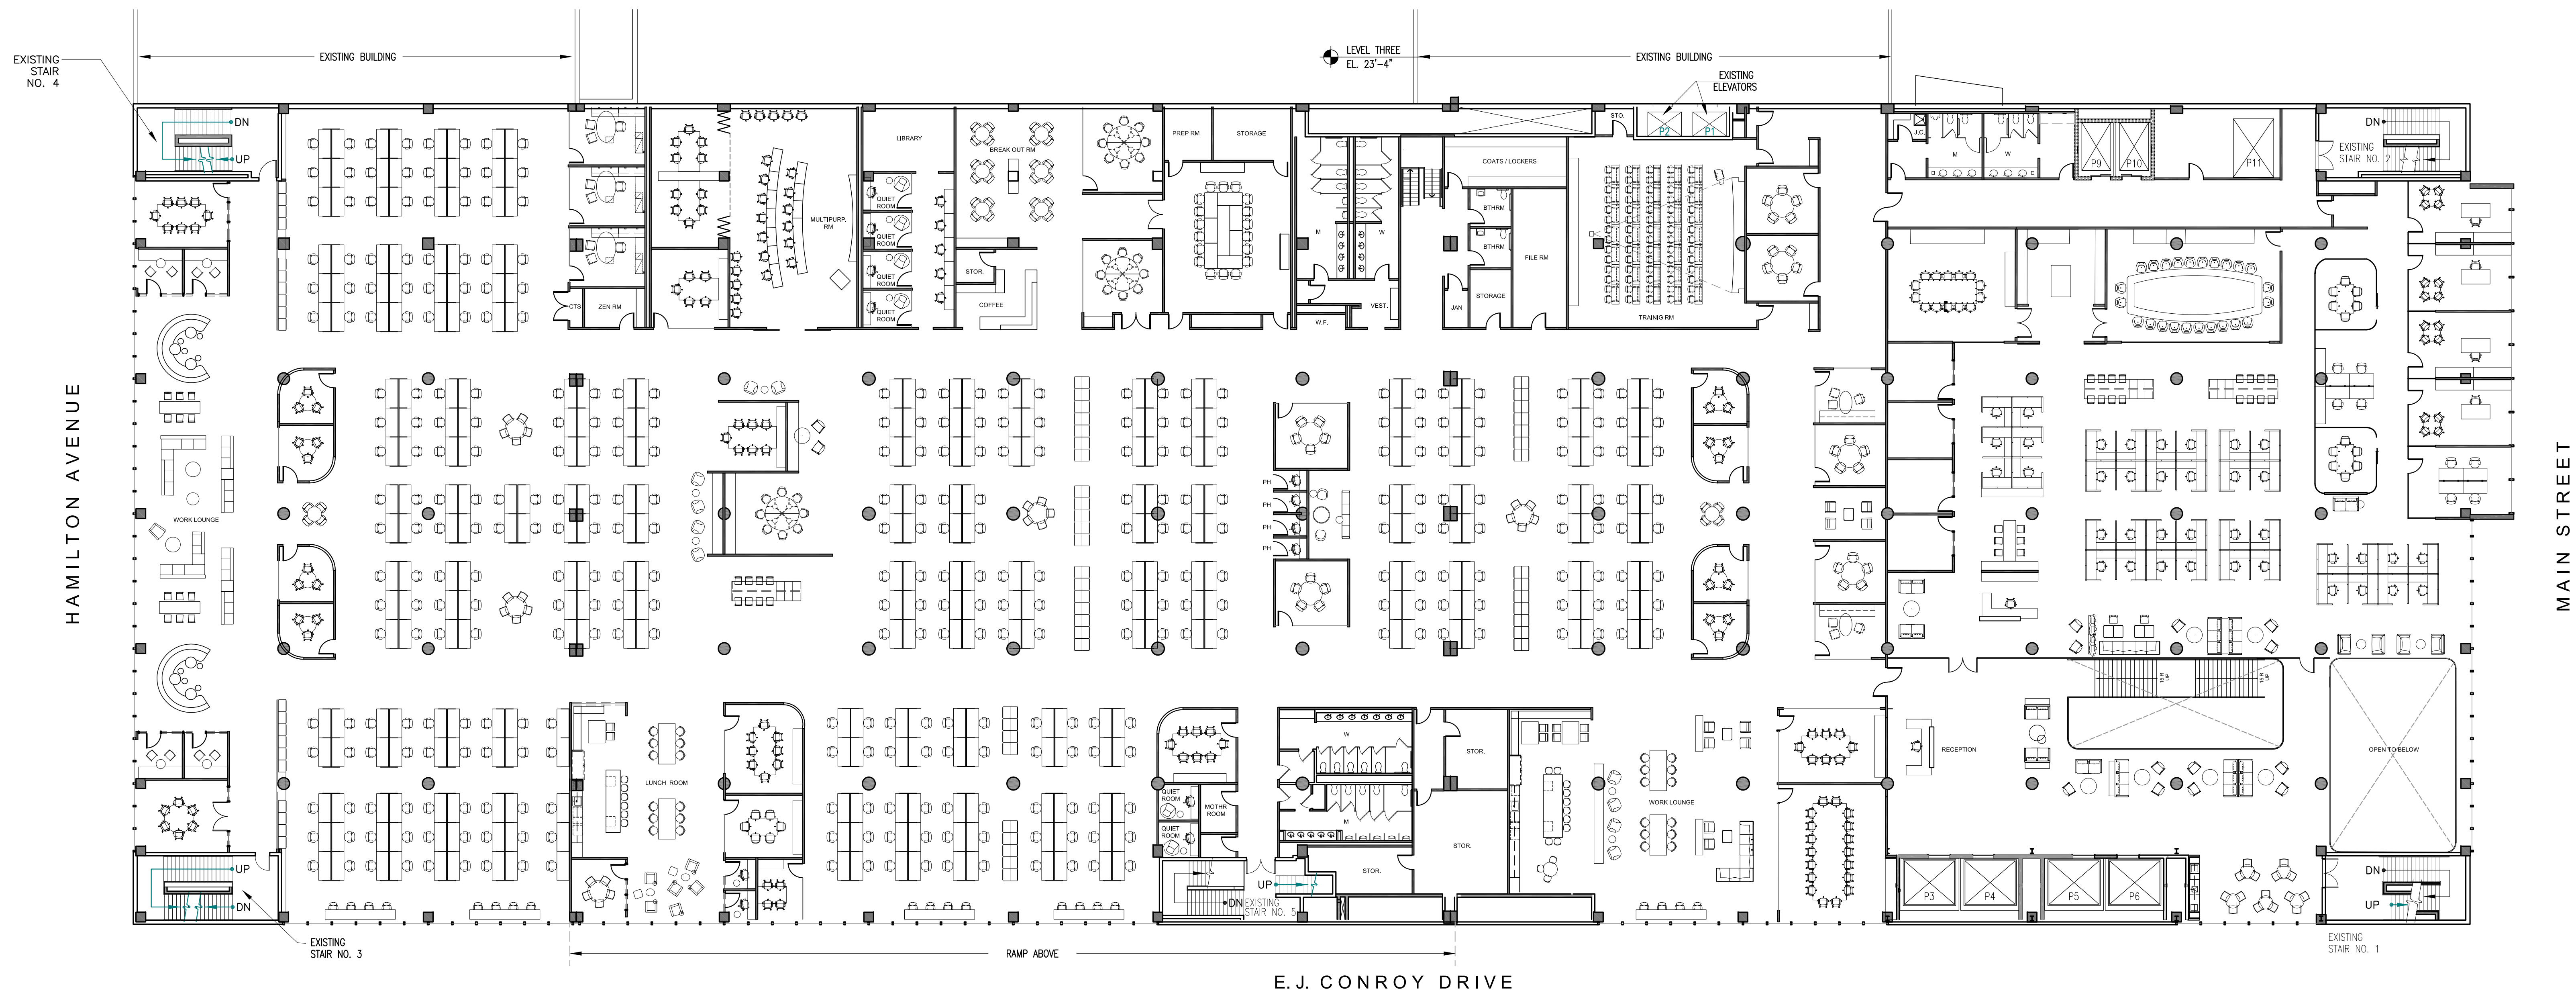 EXISTING
STAIR
NO. 4
EXISTING BUILDING
LEVEL THREE
EL. 23'-4"
EXISTING BUILDING
EXISTING
ELEVATORS
DN
UP
LIBRARY
BREAK OUT RM
PREP RM
STORAGE
STO.
P2
P1
J.C.
M
W
P9
P10
P11
DN
EXISTING
STAIR NO. 2
UP
COATS / LOCKERS
QUIET
ROOM
QUIET
ROOM
QUIET
ROOM
QUIET
ROOM
MULTIPURP.
RM
M
W
BTHRM
BTHRM
FILE RM
STOR.
COFFEE
CTS
ZEN RM
VEST.
W.F.
JAN
STORAGE
TRAINIG RM
HAMILTON AVENUE
MAIN STREET
WORK LOUNGE
PH
PH
PH
PH
15 R
UP
15 R
UP
LUNCH ROOM
W
STOR.
RECEPTION
OPEN TO BELOW
QUIET
ROOM
MOTHR
ROOM
QUIET
ROOM
M
STOR.
WORK LOUNGE
STOR.
UP
DN
UP
DN
EXISTING
STAIR NO. 5
P3
P4
P5
P6
DN
UP
EXISTING
STAIR NO. 3
RAMP ABOVE
EXISTING
STAIR NO. 1
E.J. CONROY DRIVE